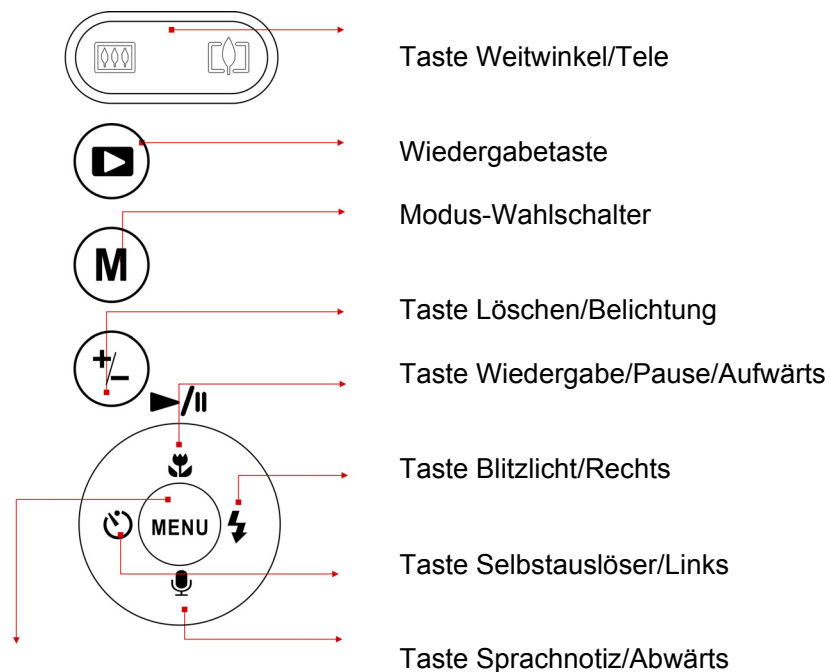 Taste Weitwinkel/Tele
Wiedergabetaste
M
Modus-Wahlschalter
+/–
Taste Löschen/Belichtung
Taste Wiedergabe/Pause/Aufwärts
Taste Blitzlicht/Rechts
MENU
Taste Selbstauslöser/Links
Taste Sprachnotiz/Abwärts